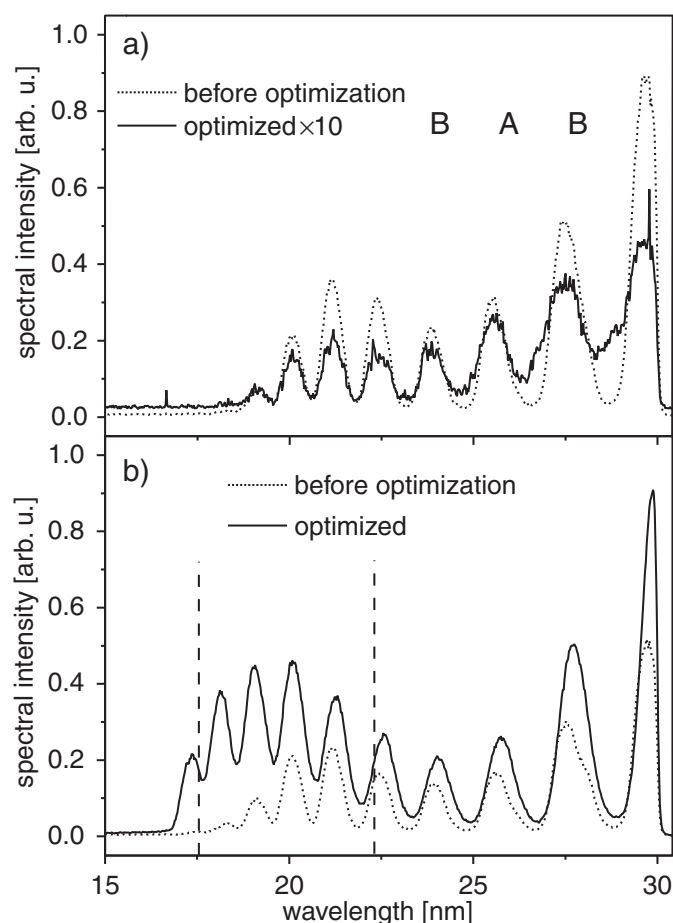 a)
before optimization
optimized×10
B A B
spectral intensity [arb. u.]
1.0
0.8
0.6
0.4
0.2
0.0
b)
before optimization
optimized
spectral intensity [arb. u.]
1.0
0.8
0.6
0.4
0.2
0.0
15 20 25 30
wavelength [nm]